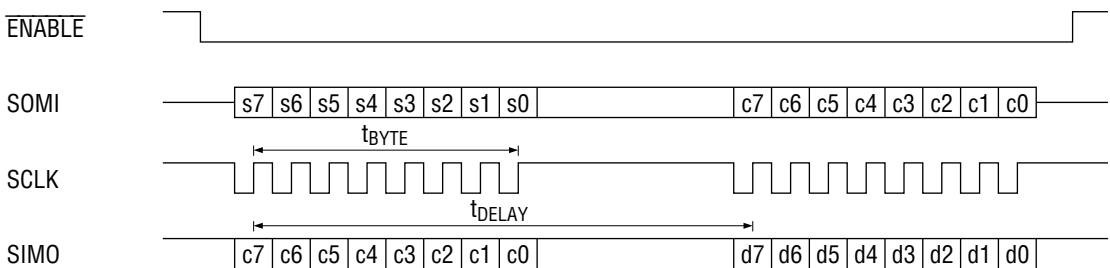 ENABLE
SOMI s7 s6 s5 s4 s3 s2 s1 s0 c7 c6 c5 c4 c3 c2 c1 c0
tBYTE
SCLK
tDELAY
SIMO c7 c6 c5 c4 c3 c2 c1 c0 d7 d6 d5 d4 d3 d2 d1 d0